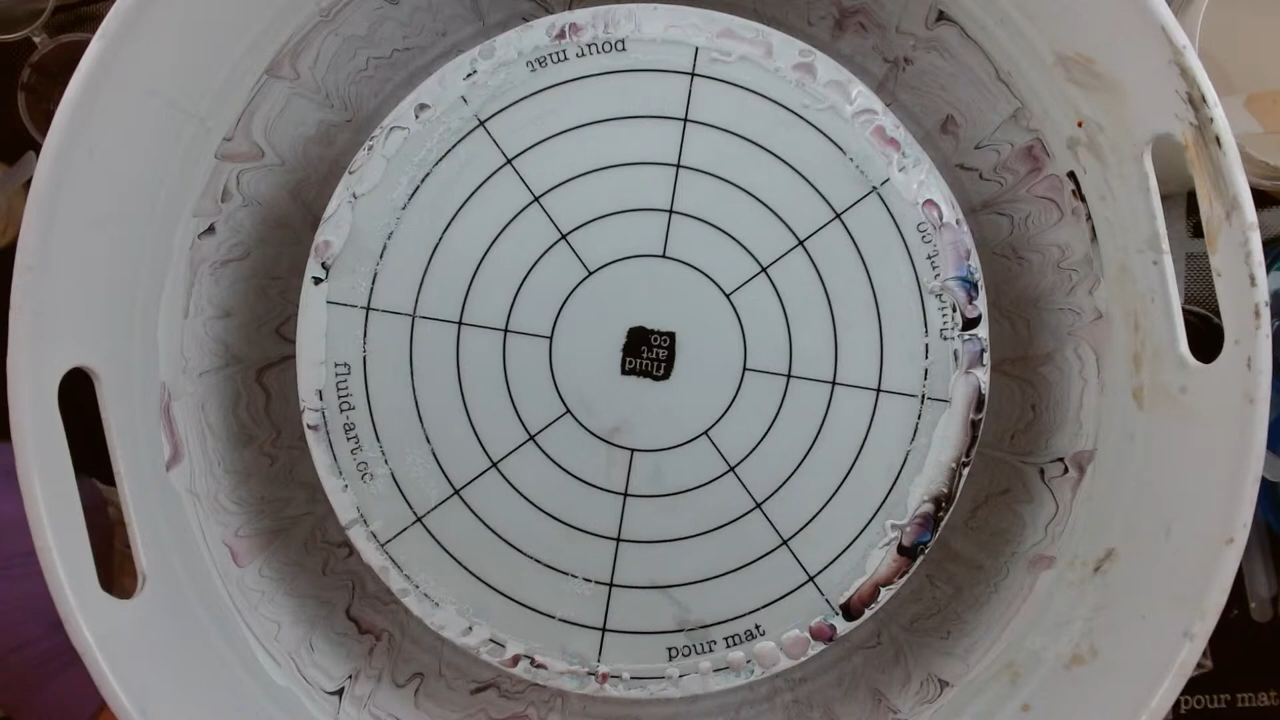 pour mat
fluid-art.co
fluid
art
co.
fluid-art.co
pour mat
pour mat